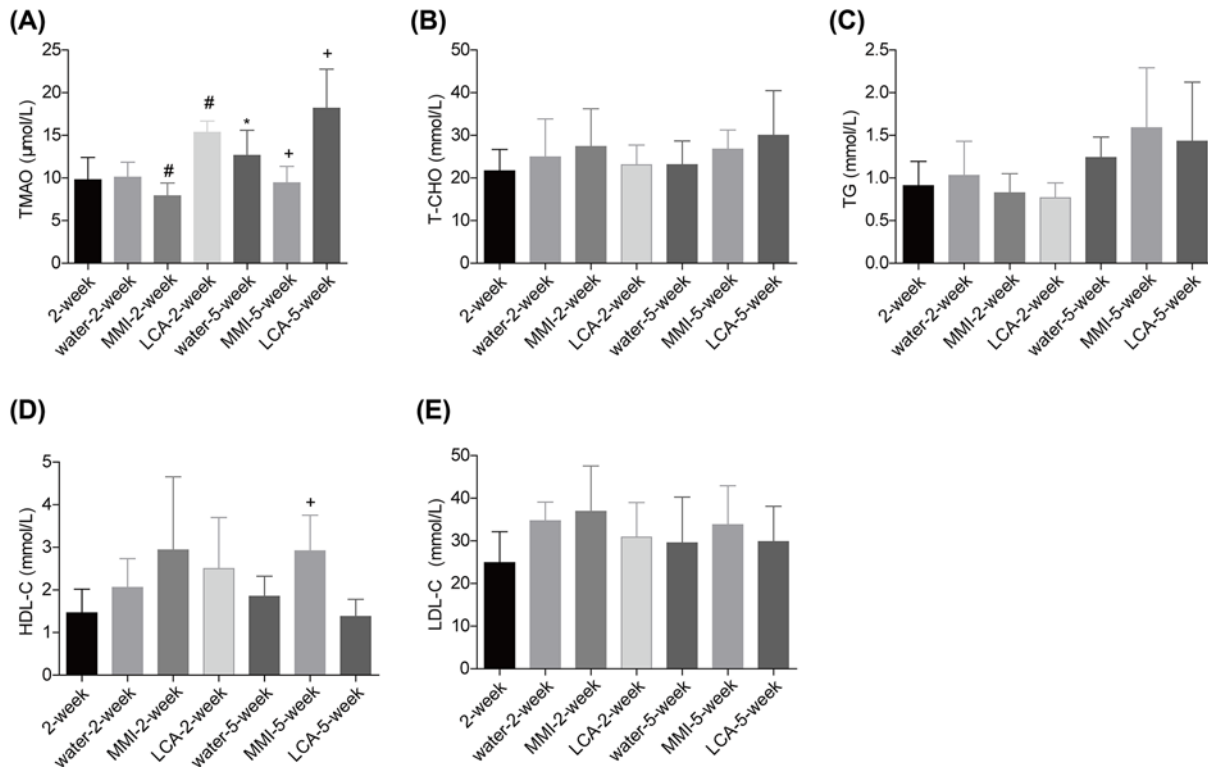 (A)
TMAO (µmol/L)
25
20
15
10
5
0
#
#
*
+
+
2-week
water-2-week
MMI-2-week
LCA-2-week
water-5-week
MMI-5-week
LCA-5-week
(B)
T-CHO (mmol/L)
50
40
30
20
10
0
2-week
water-2-week
MMI-2-week
LCA-2-week
water-5-week
MMI-5-week
LCA-5-week
(C)
TG (mmol/L)
2.5
2.0
1.5
1.0
0.5
0.0
2-week
water-2-week
MMI-2-week
LCA-2-week
water-5-week
MMI-5-week
LCA-5-week
(D)
HDL-C (mmol/L)
5
4
3
2
1
0
+
2-week
water-2-week
MMI-2-week
LCA-2-week
water-5-week
MMI-5-week
LCA-5-week
(E)
LDL-C (mmol/L)
50
40
30
20
10
0
2-week
water-2-week
MMI-2-week
LCA-2-week
water-5-week
MMI-5-week
LCA-5-week